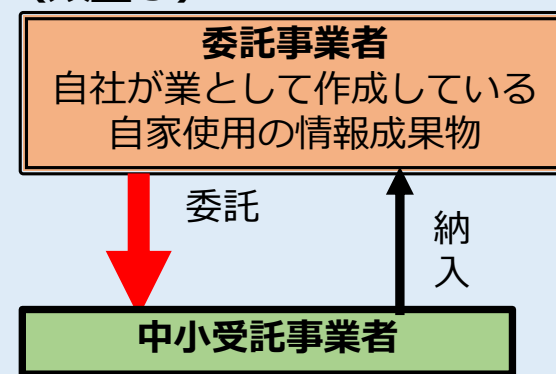 委託事業者
自社が業として作成している
自家使用の情報成果物
委託
納入
中小受託事業者